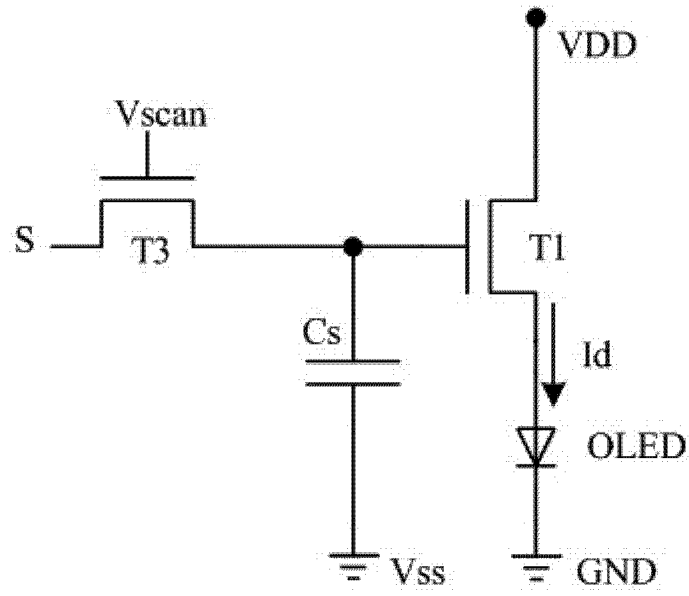 VDD
Vscan
S
T3
T1
Cs
Id
OLED
Vss
GND